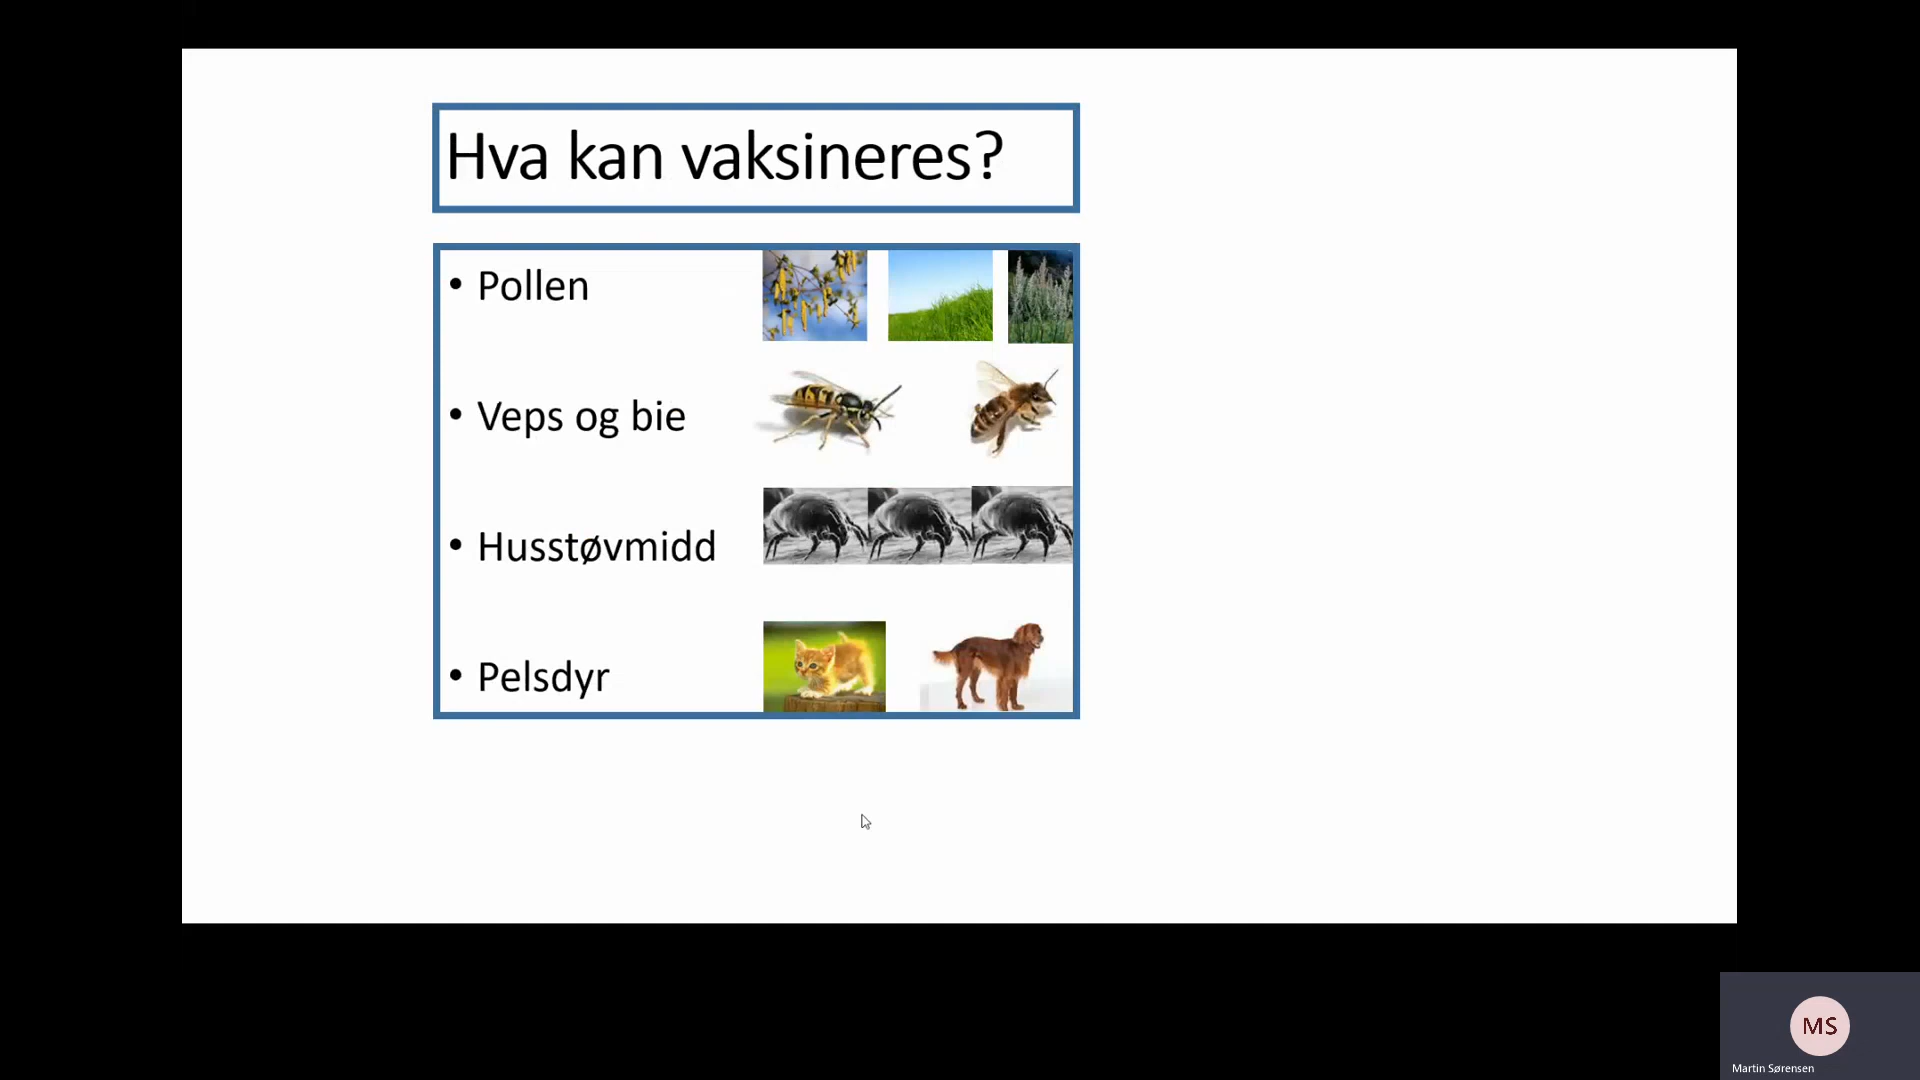 Hva kan vaksineres?
• Pollen
• Veps og bie
• Husstøvmidd
• Pelsdyr
MS
Martin Sørensen